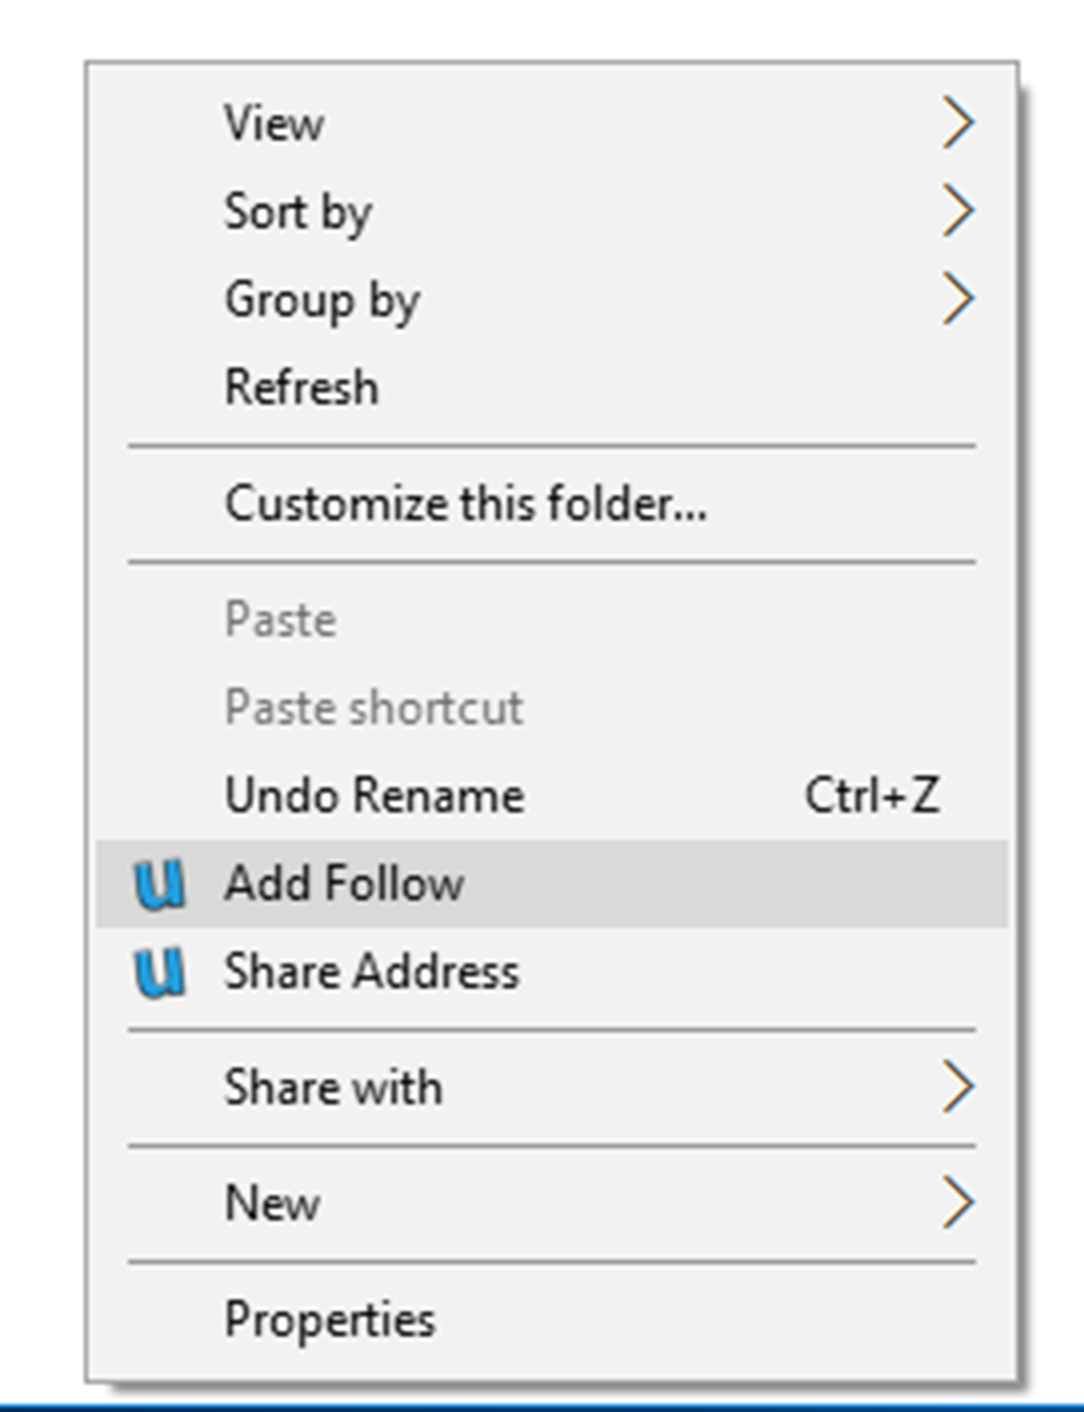 View
Sort by
Group by
Refresh
Customize this folder...
Paste
Paste shortcut
Undo Rename Ctrl+Z
u Add Follow
u Share Address
Share with
New
Properties